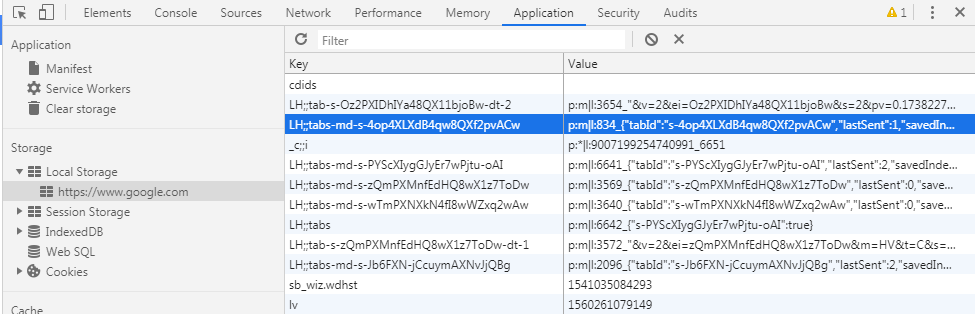 Elements Console Sources Network Performance Memory Application Security Audits 1
Application
Manifest
Service Workers
Clear storage
Storage
Local Storage
https://www.google.com
Session Storage
IndexedDB
Web SQL
Cookies
Cache
Filter
Key Value
cdids
LH;;tab-s-Oz2PXIDhIYa48QX11bjoBw-dt-2 p:m|l:3654_"&v=2&ei=Oz2PXIDhIYa48QX11bjoBw&s=2&pv=0.1738227...
LH;;tabs-md-s-4op4XLXdB4qw8QXf2pvACw p:m|l:834_{"tabId":"s-4op4XLXdB4qw8QXf2pvACw","lastSent":1,"savedIn...
_c;;i p:*|l:9007199254740991_6651
LH;;tabs-md-s-PYScXIygGJyEr7wPjtu-oAI p:m|l:6641_{"tabId":"s-PYScXIygGJyEr7wPjtu-oAI","lastSent":2,"savedInde...
LH;;tabs-md-s-zQmPXMnfEdHQ8wX1z7ToDw p:m|l:3569_{"tabId":"s-zQmPXMnfEdHQ8wX1z7ToDw","lastSent":0,"save...
LH;;tabs-md-s-wTmPXNXkN4fI8wWZxq2wAw p:m|l:3640_{"tabId":"s-wTmPXNXkN4fI8wWZxq2wAw","lastSent":0,"save...
LH;;tabs p:m|l:6642_{"s-PYScXIygGJyEr7wPjtu-oAI":true}
LH;;tab-s-zQmPXMnfEdHQ8wX1z7ToDw-dt-1 p:m|l:3572_"&v=2&ei=zQmPXMnfEdHQ8wX1z7ToDw&m=HV&t=C&s=...
LH;;tabs-md-s-Jb6FXN-jCcuymAXNvJjQBg p:m|l:2096_{"tabId":"s-Jb6FXN-jCcuymAXNvJjQBg","lastSent":2,"savedIn...
sb_wiz.wdhst 1541035084293
lv 1560261079149